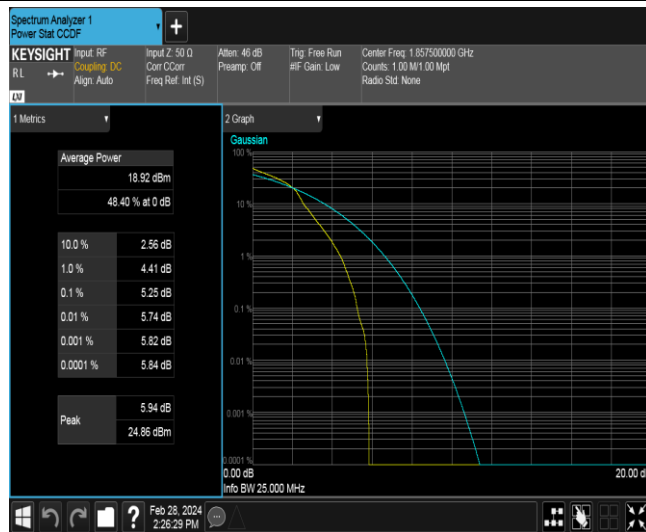 Spectrum Analyzer 1
Power Stat CCDF
+
KEYSIGHT Input: RF Input Z: 50 Ω Atten: 46 dB Trig: Free Run Center Freq: 1.857500000 GHz
RL Coupling: DC Corr CCorr Preamp: Off #IF Gain: Low Counts: 1.00 M/1.00 Mpt
Align: Auto Freq Ref: Int (S) Radio Std: None
LXI
1 Metrics
Average Power
18.92 dBm
48.40 % at 0 dB
10.0 % 2.56 dB
1.0 % 4.41 dB
0.1 % 5.25 dB
0.01 % 5.74 dB
0.001 % 5.82 dB
0.0001 % 5.84 dB
Peak 5.94 dB
24.86 dBm
2 Graph
Gaussian
100 %
10 %
1 %
0.1 %
0.01 %
0.001 %
0.0001 %
0.00 dB 20.00 d
Info BW 25.000 MHz
?
Feb 28, 2024
2:26:29 PM